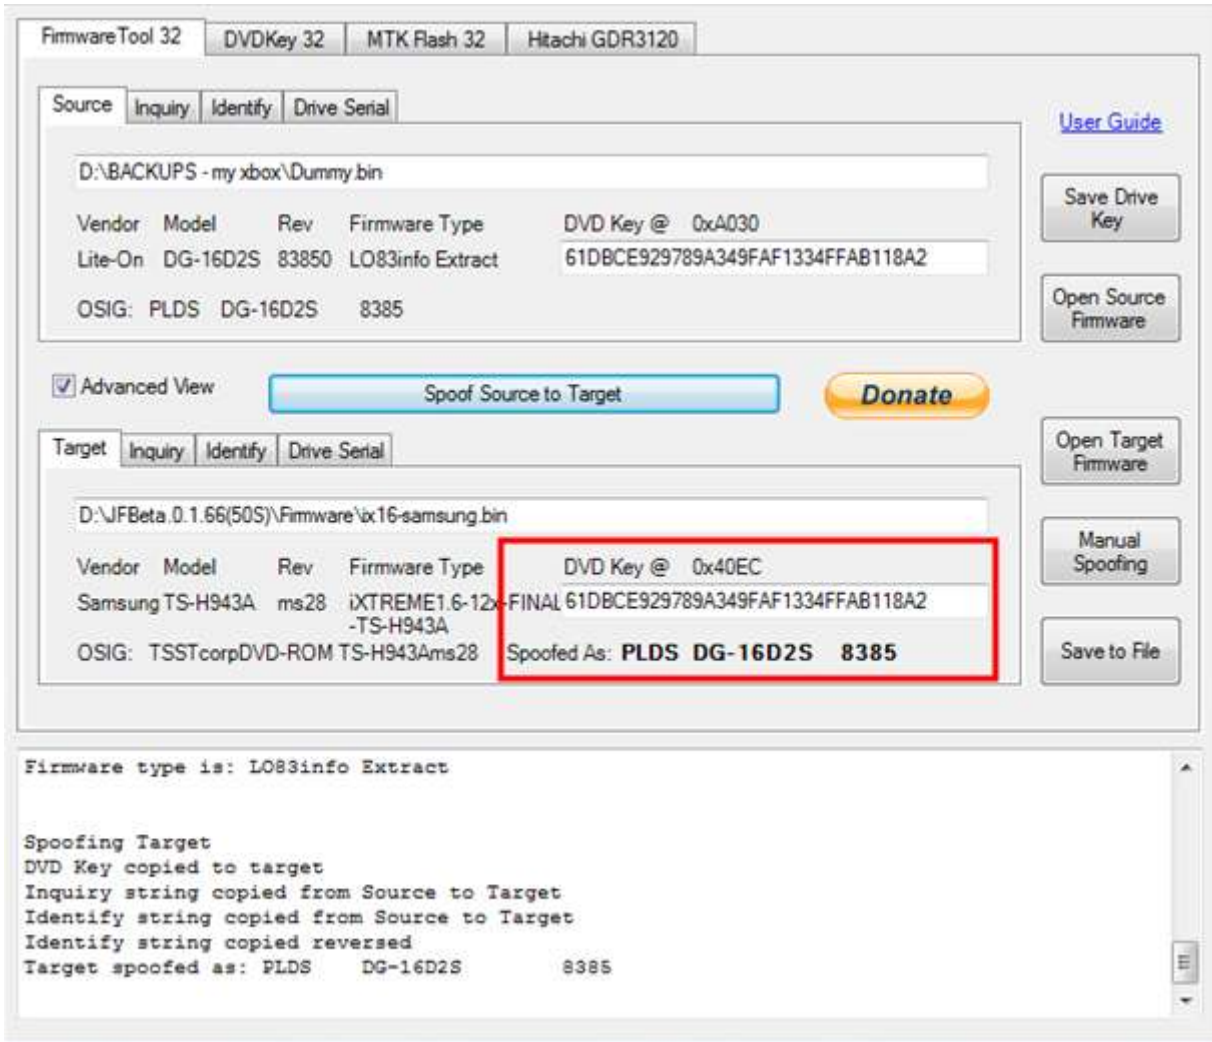 FirmwareTool 32 DVDKey 32 MTK Flash 32 Hitachi GDR3120
Source Inquiry Identify Drive Serial
User Guide
D:\BACKUPS - my xbox\Dummy.bin
Save Drive Key
Vendor Model Rev Firmware Type DVD Key @ 0xA030
Lite-On DG-16D2S 83850 LO83info Extract 61DBCE929789A349FAF1334FFAB118A2
Open Source Firmware
OSIG: PLDS DG-16D2S 8385
Advanced View Spoof Source to Target Donate
Open Target Firmware
Target Inquiry Identify Drive Serial
D:\JFBeta.0.1.66(50S)\Firmware\ix16-samsung.bin
Manual Spoofing
Vendor Model Rev Firmware Type DVD Key @ 0x40EC
Samsung TS-H943A ms28 iXTREME1.6-12x-FINAL 61DBCE929789A349FAF1334FFAB118A2
-TS-H943A
OSIG: TSSTcorpDVD-ROM TS-H943Ams28 Spoofed As: PLDS DG-16D2S 8385
Save to File
Firmware type is: LO83info Extract
Spoofing Target
DVD Key copied to target
Inquiry string copied from Source to Target
Identify string copied from Source to Target
Identify string copied reversed
Target spoofed as: PLDS DG-16D2S 8385